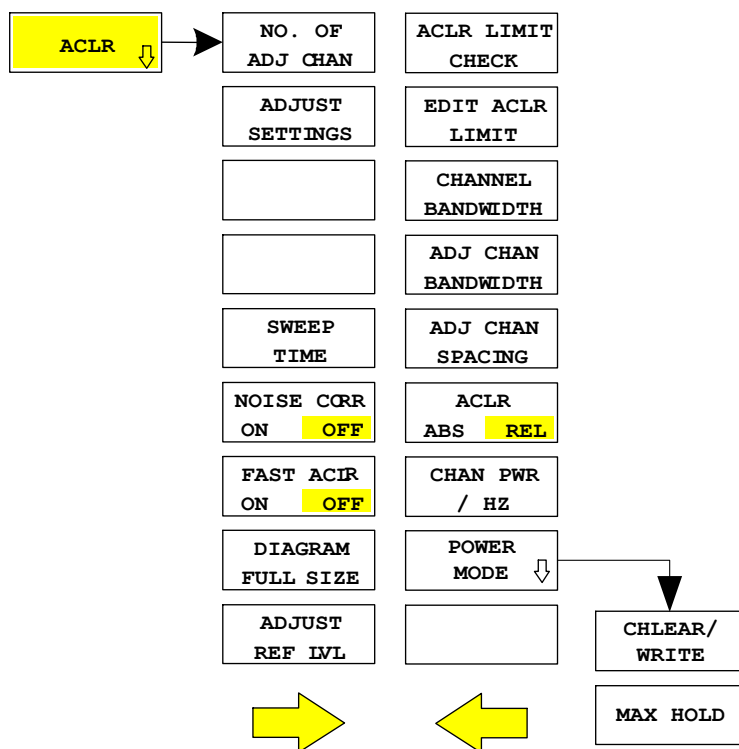 ACLR
NO. OF
ADJ CHAN
ADJUST
SETTINGS
SWEEP
TIME
NOISE CORR
ON OFF
FAST ACLR
ON OFF
DIAGRAM
FULL SIZE
ADJUST
REF LVL
ACLR LIMIT
CHECK
EDIT ACLR
LIMIT
CHANNEL
BANDWIDTH
ADJ CHAN
BANDWIDTH
ADJ CHAN
SPACING
ACLR
ABS REL
CHAN PWR
/ HZ
POWER
MODE
CHLEAR/
WRITE
MAX HOLD